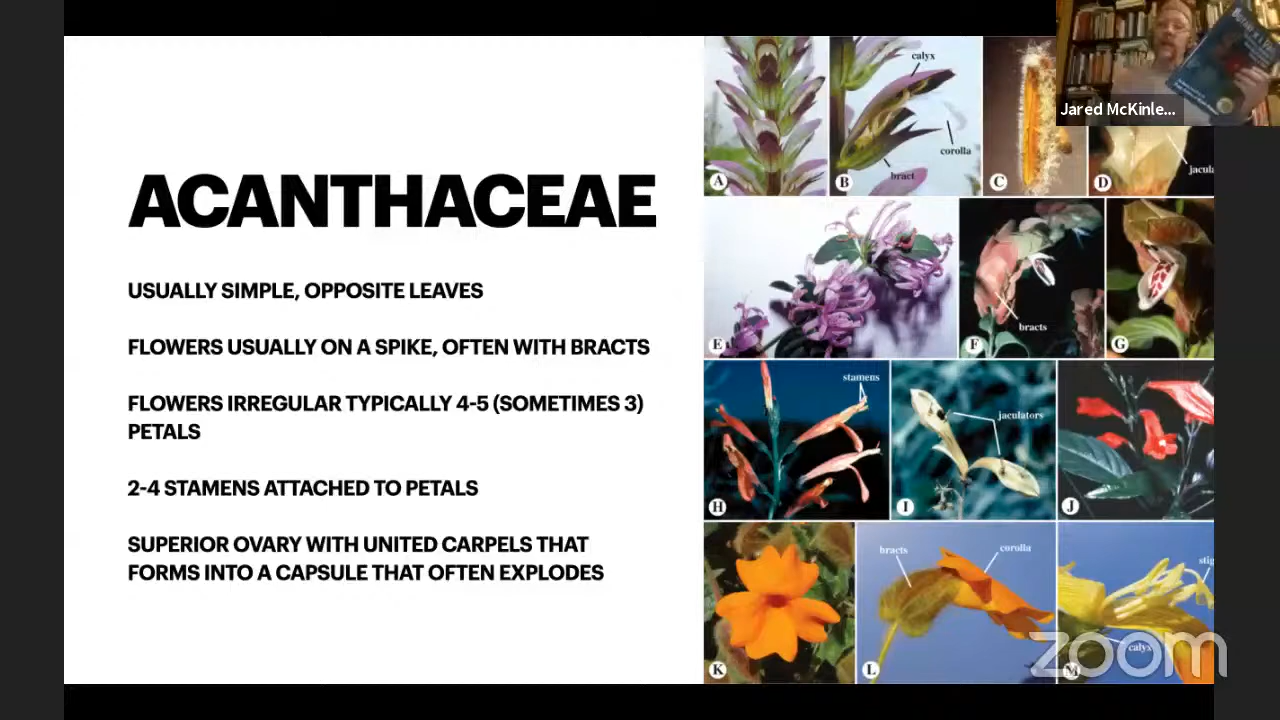 ACANTHACEAE
USUALLY SIMPLE, OPPOSITE LEAVES
FLOWERS USUALLY ON A SPIKE, OFTEN WITH BRACTS
FLOWERS IRREGULAR TYPICALLY 4-5 (SOMETIMES 3)
PETALS
2-4 STAMENS ATTACHED TO PETALS
SUPERIOR OVARY WITH UNITED CARPELS THAT
FORMS INTO A CAPSULE THAT OFTEN EXPLODES
Jared McKinle...
calyx
corolla
bract
jacula
A
B
C
D
bracts
E
F
G
stamens
jaculators
H
I
J
bracts
corolla
stig
calyx
K
L
M
zoom